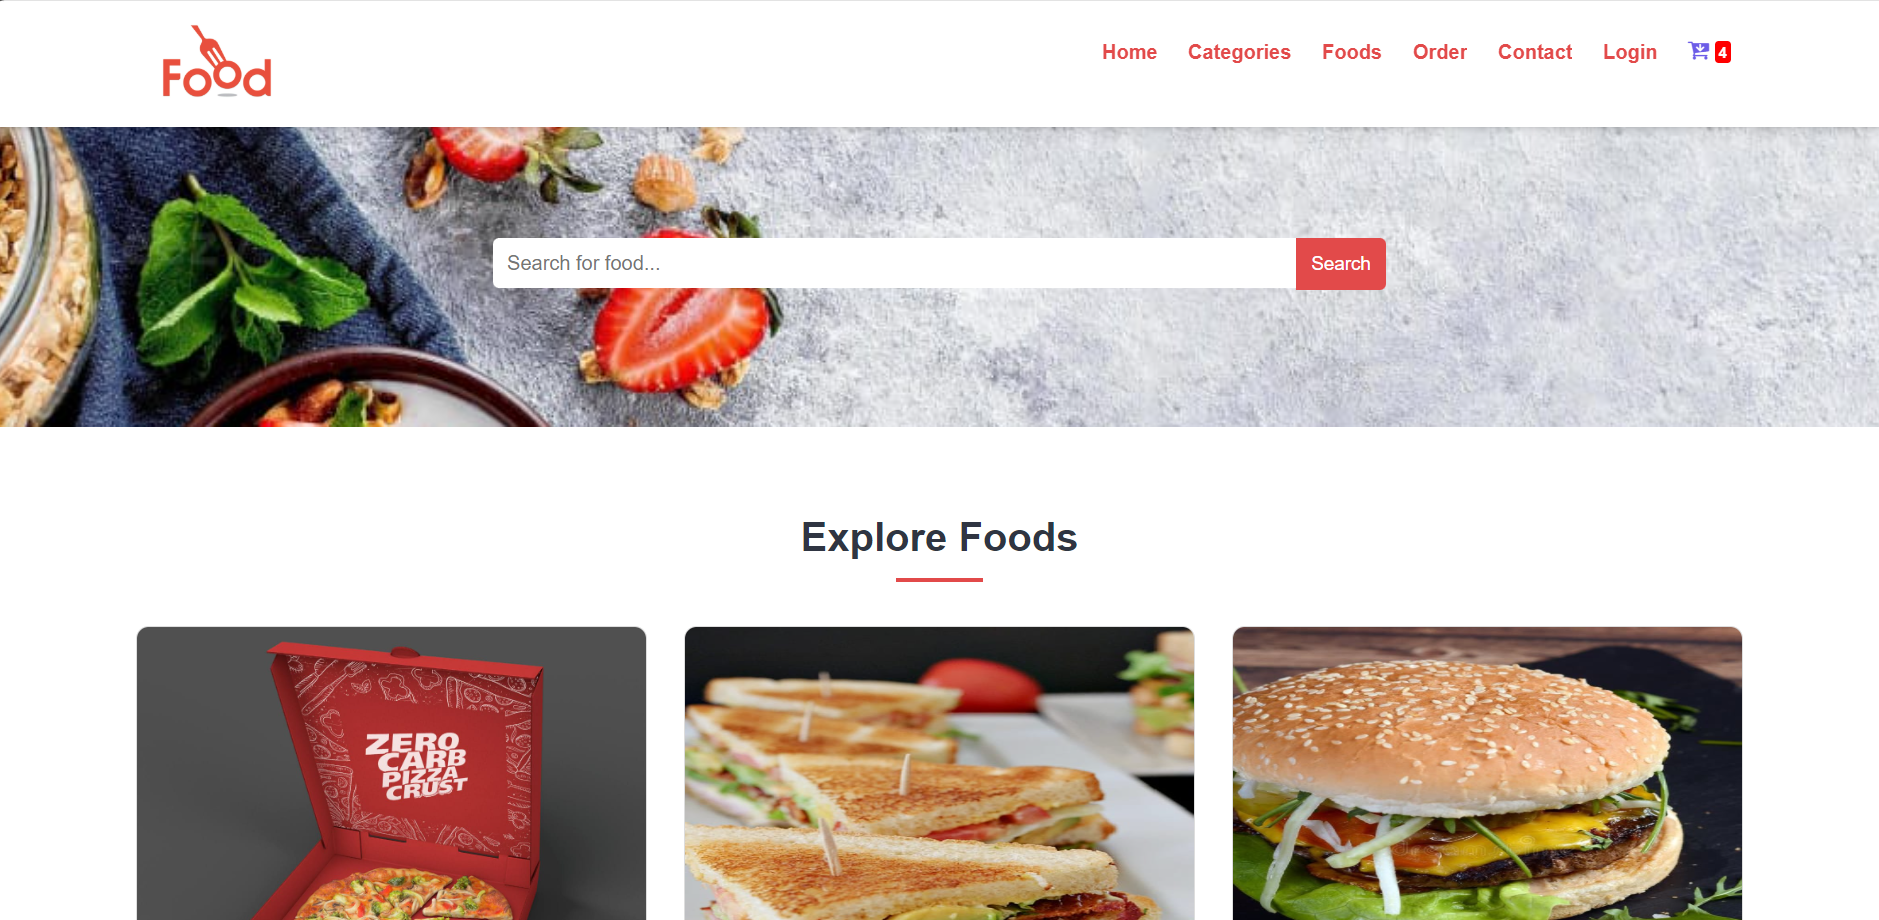 Food
Home Categories Foods Order Contact Login 4
Search for food... Search
Explore Foods
ZERO
CARB
PIZZA
CRUST